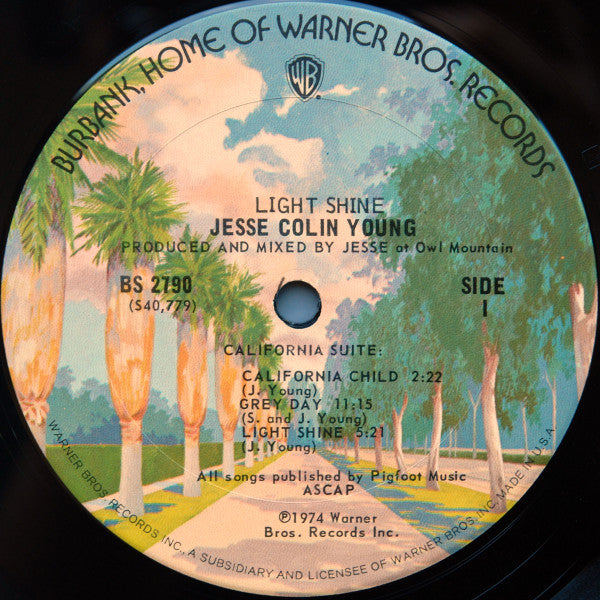 BURBANK, HOME OF WARNER BROS. RECORDS
WB
LIGHT SHINE
JESSE COLIN YOUNG
PRODUCED AND MIXED BY JESSE at Owl Mountain
BS 2790
(S40,779)
SIDE
1
CALIFORNIA SUITE:
CALIFORNIA CHILD 2:22
(J. Young)
GREY DAY 11:15
(S. and J. Young)
LIGHT SHINE 5:21
(J. Young)
All songs published by Pigfoot Music
ASCAP
℗1974 Warner
Bros. Records Inc.
WARNER BROS. RECORDS INC., A SUBSIDIARY AND LICENSEE OF WARNER BROS. INC. MADE IN U.S.A.